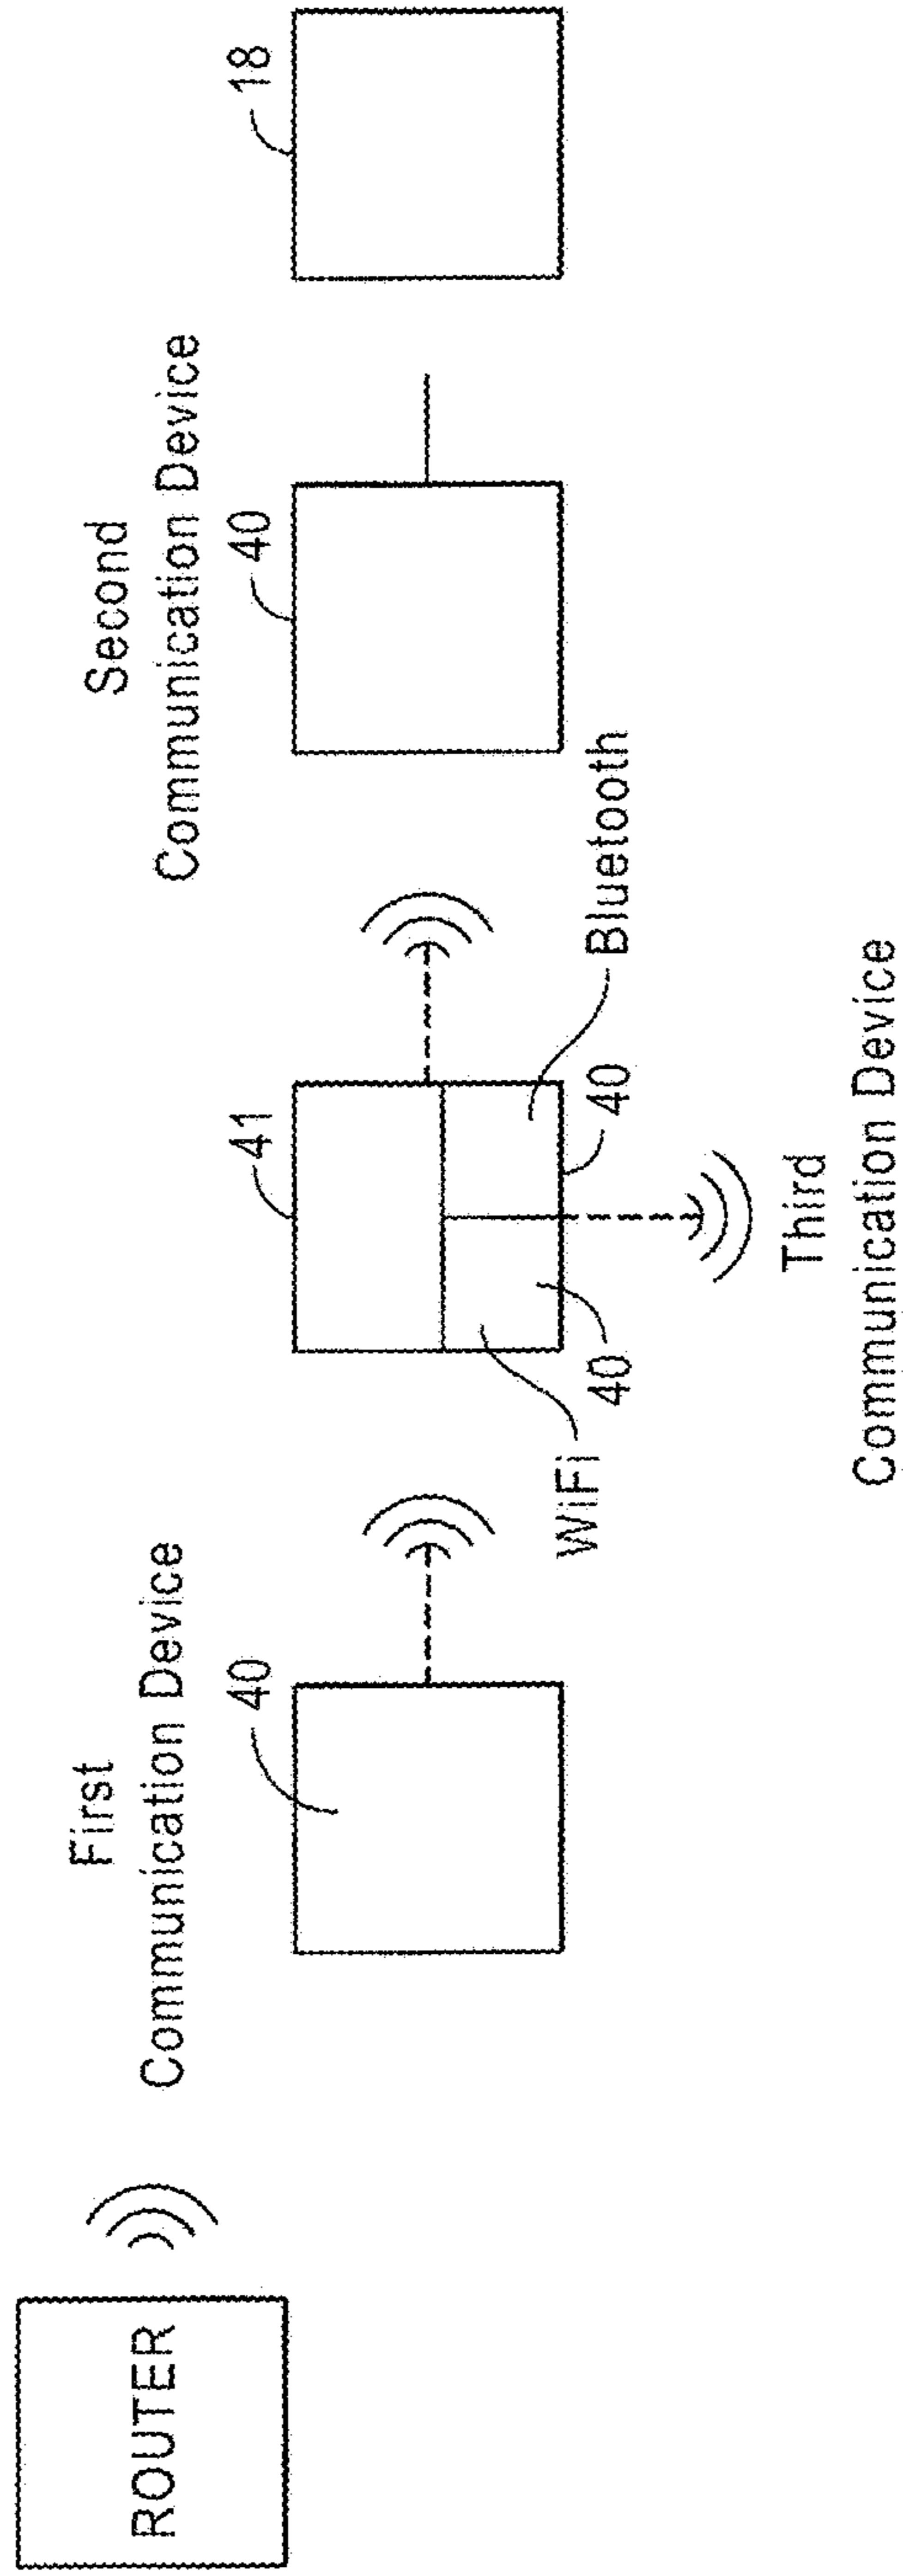 ROUTER
First
Communication Device
40
WiFi
40
41
40
Bluetooth
Third
Communication Device
Second
Communication Device
40
18